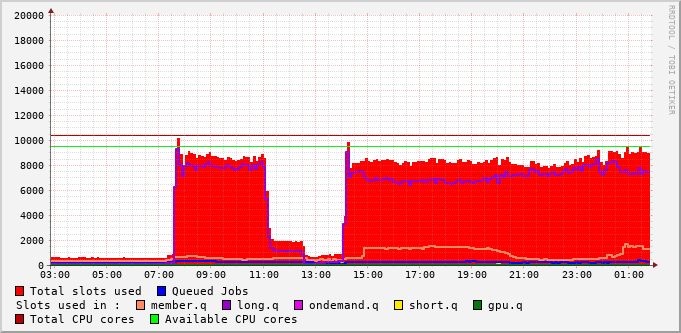 20000
18000
16000
14000
12000
10000
8000
6000
4000
2000
0
03:00 05:00 07:00 09:00 11:00 13:00 15:00 17:00 19:00 21:00 23:00 01:00
RRDTOOL / TOBI OETIKER
Total slots used Queued Jobs
Slots used in : member.q long.q ondemand.q short.q gpu.q
Total CPU cores Available CPU cores